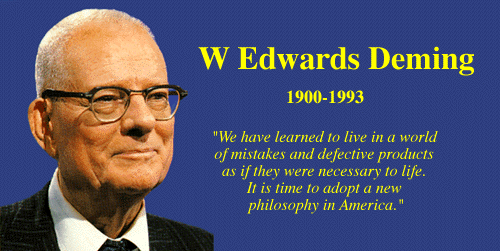 W Edwards Deming
1900-1993
"We have learned to live in a world
of mistakes and defective products
as if they were necessary to life.
It is time to adopt a new
philosophy in America."